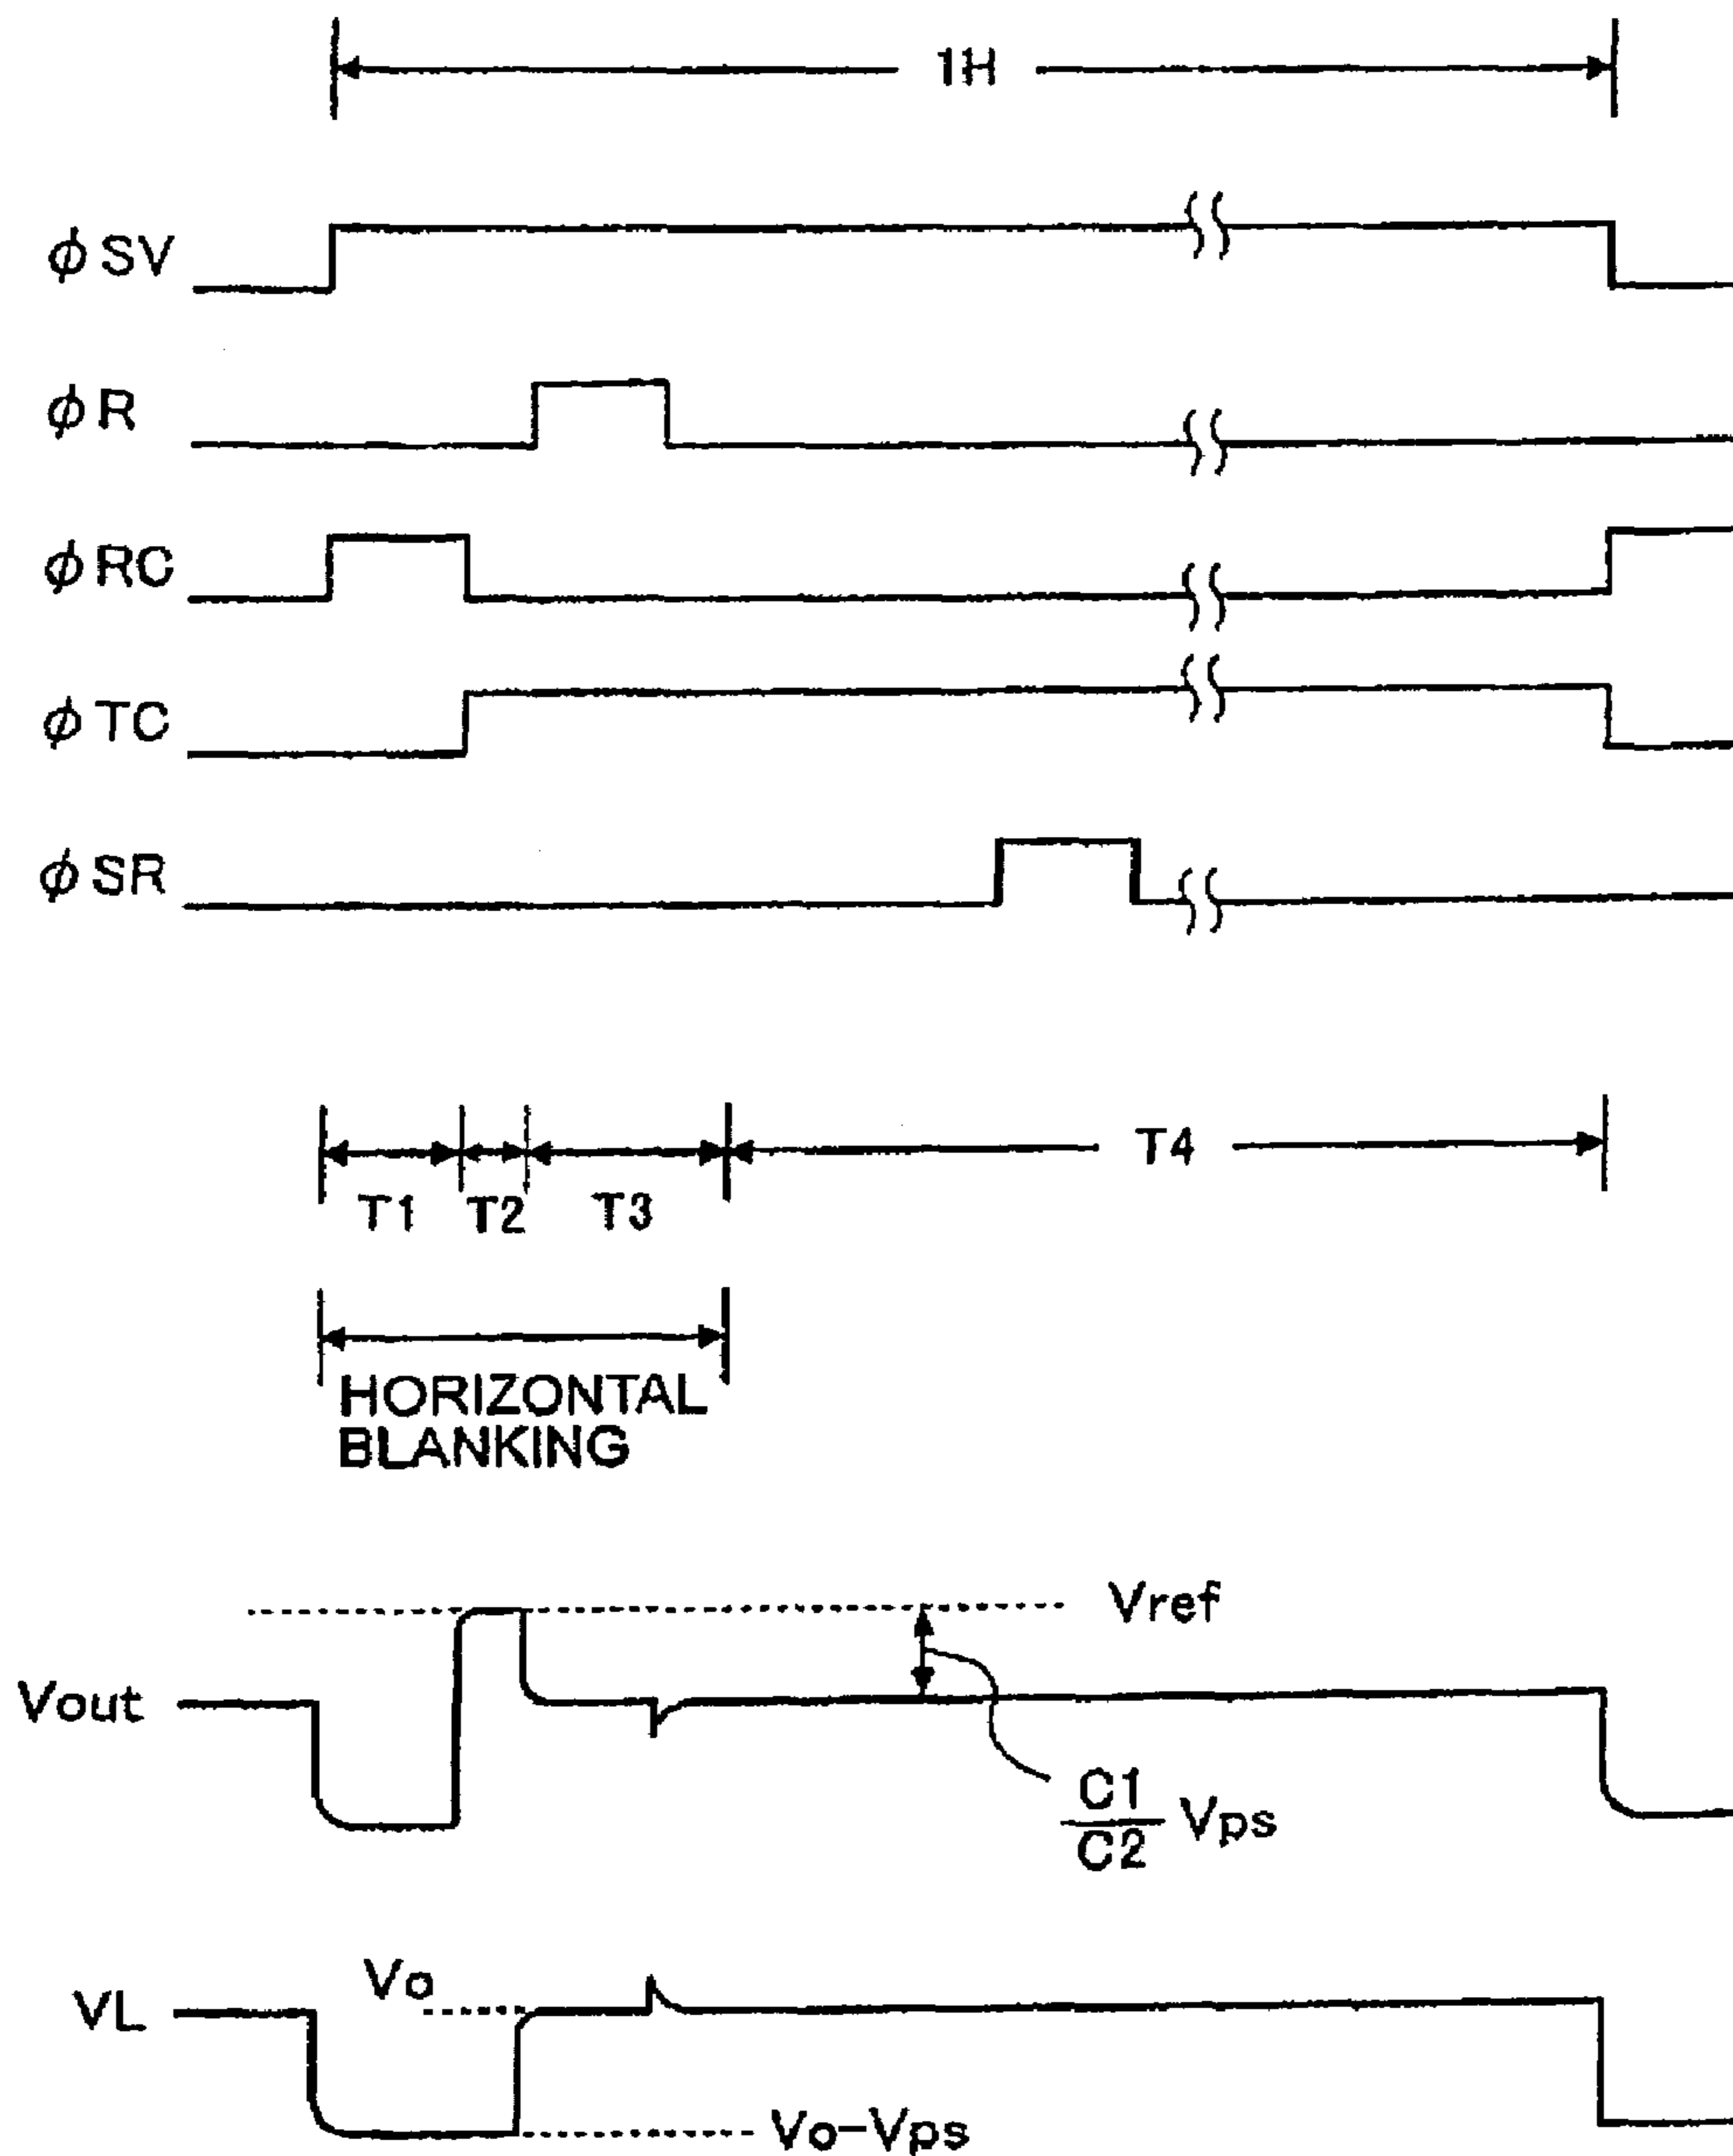 1H
ϕSV
ϕR
ϕRC
ϕTC
ϕSR
T1 T2 T3 T4
HORIZONTAL
BLANKING
Vref
Vout
C1
C2
Vps
Vo
VL
Vo-Vps